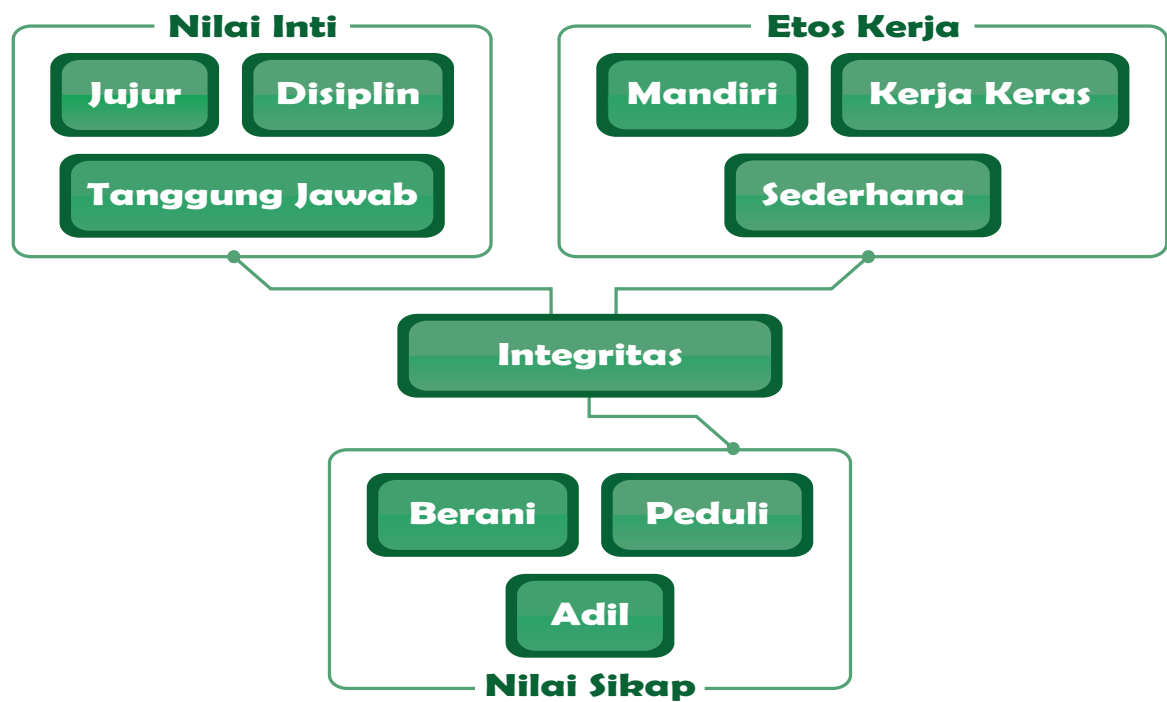 Nilai Inti
Jujur
Disiplin
Tanggung Jawab
Etos Kerja
Mandiri
Kerja Keras
Sederhana
Integritas
Berani
Peduli
Adil
Nilai Sikap